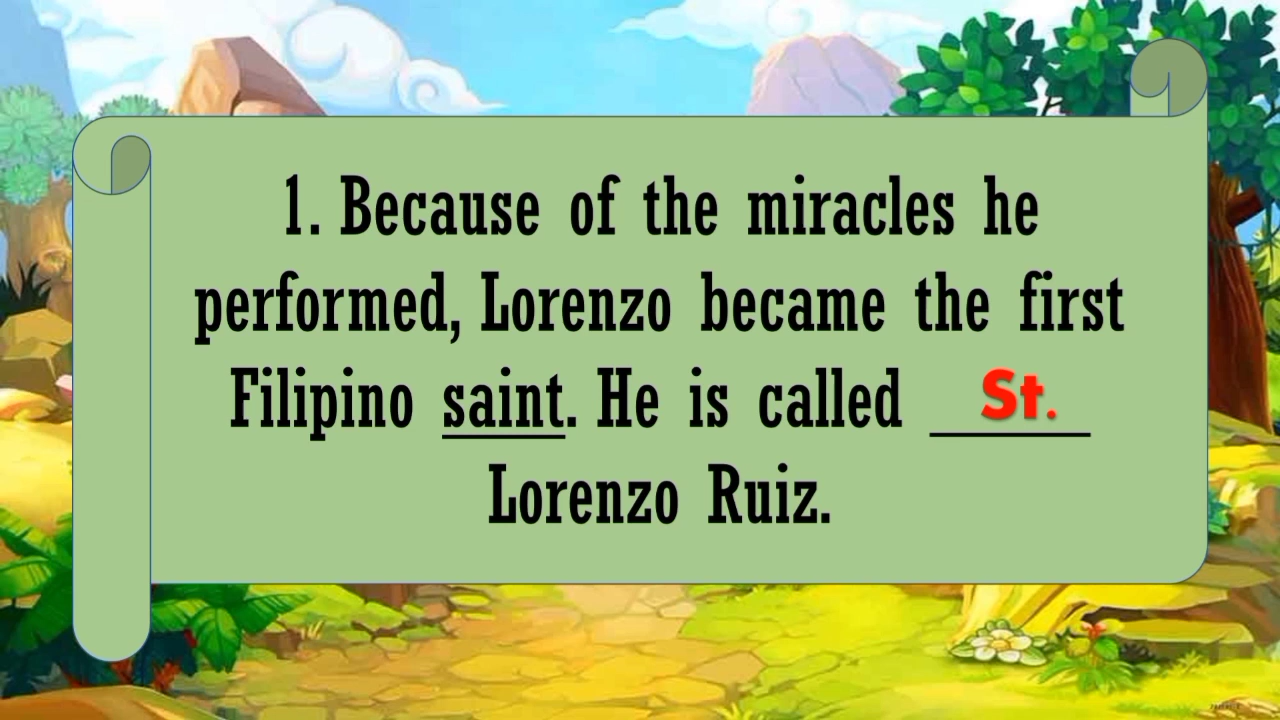 1. Because of the miracles he
performed, Lorenzo became the first
Filipino saint. He is called St.
Lorenzo Ruiz.